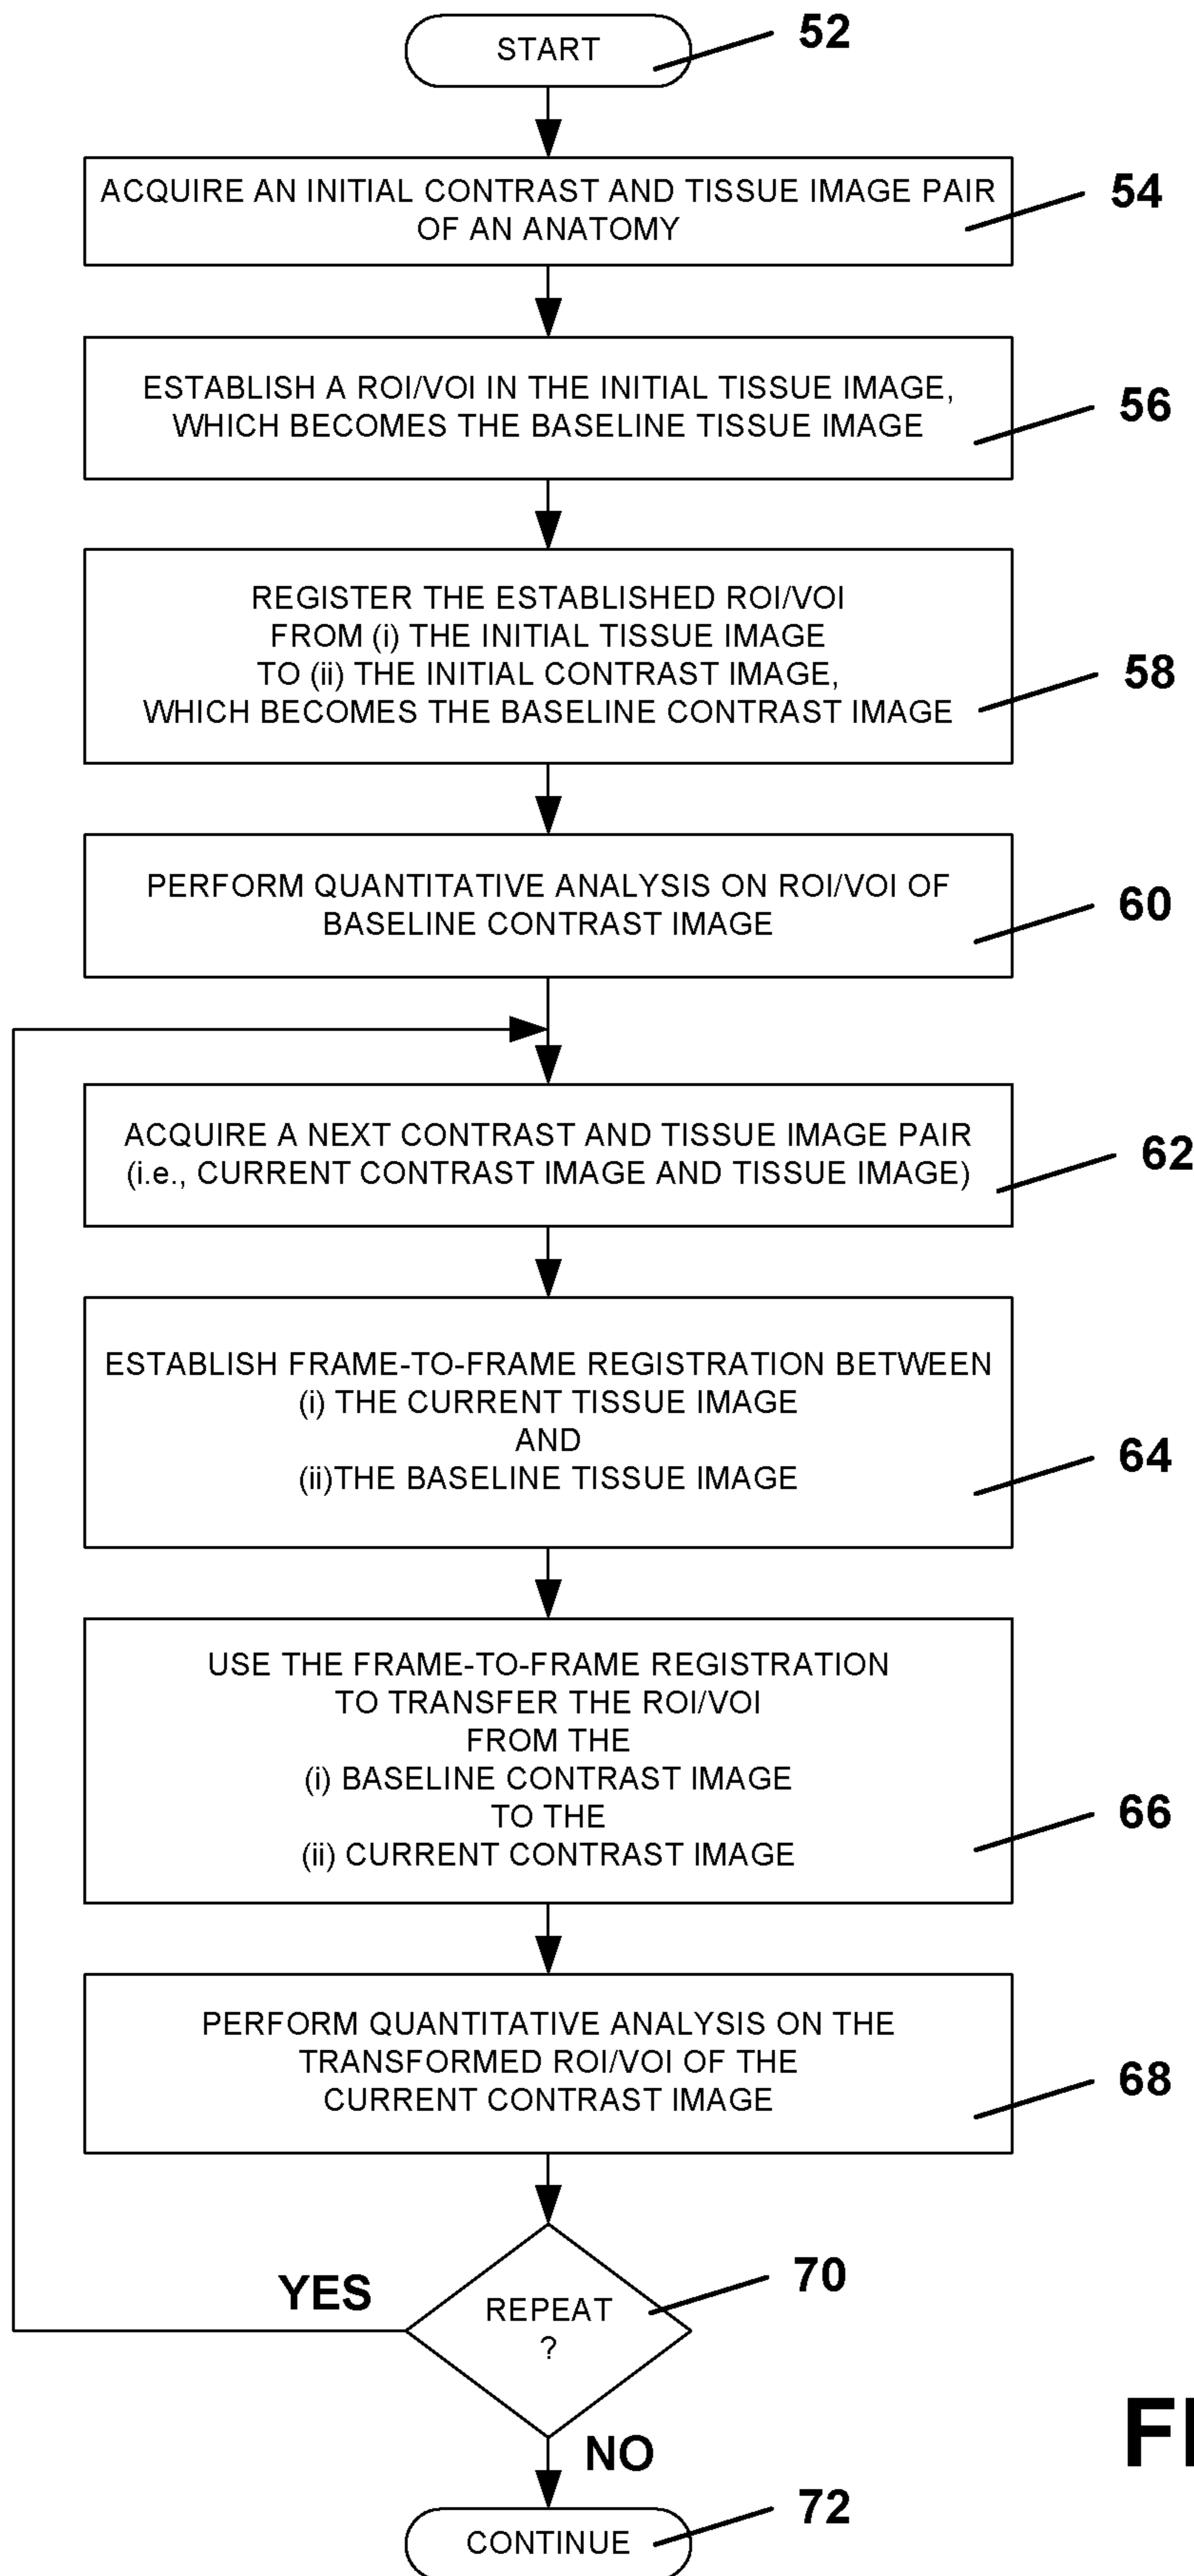 START
52
ACQUIRE AN INITIAL CONTRAST AND TISSUE IMAGE PAIR
OF AN ANATOMY
54
ESTABLISH A ROI/VOI IN THE INITIAL TISSUE IMAGE,
WHICH BECOMES THE BASELINE TISSUE IMAGE
56
REGISTER THE ESTABLISHED ROI/VOI
FROM (i) THE INITIAL TISSUE IMAGE
TO (ii) THE INITIAL CONTRAST IMAGE,
WHICH BECOMES THE BASELINE CONTRAST IMAGE
58
PERFORM QUANTITATIVE ANALYSIS ON ROI/VOI OF
BASELINE CONTRAST IMAGE
60
ACQUIRE A NEXT CONTRAST AND TISSUE IMAGE PAIR
(i.e., CURRENT CONTRAST IMAGE AND TISSUE IMAGE)
62
ESTABLISH FRAME-TO-FRAME REGISTRATION BETWEEN
(i) THE CURRENT TISSUE IMAGE
AND
(ii)THE BASELINE TISSUE IMAGE
64
USE THE FRAME-TO-FRAME REGISTRATION
TO TRANSFER THE ROI/VOI
FROM THE
(i) BASELINE CONTRAST IMAGE
TO THE
(ii) CURRENT CONTRAST IMAGE
66
PERFORM QUANTITATIVE ANALYSIS ON THE
TRANSFORMED ROI/VOI OF THE
CURRENT CONTRAST IMAGE
68
YES
REPEAT
?
70
NO
CONTINUE
72